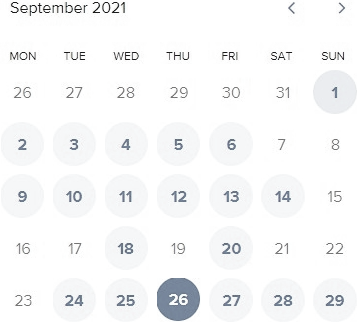 September 2021
MON TUE WED THU FRI SAT SUN
26 27 28 29 30 31 1
2 3 4 5 6 7 8
9 10 11 12 13 14 15
16 17 18 19 20 21 22
23 24 25 26 27 28 29